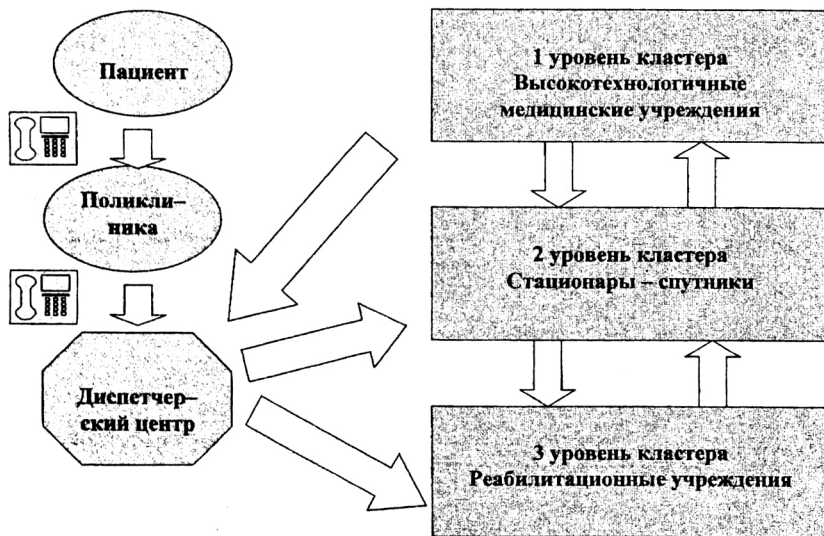 Пациент
Поликли–
ника
Диспетчер–
ский центр
1 уровень кластера
Высокотехнологичные
медицинские учреждения
2 уровень кластера
Стационары – спутники
3 уровень кластера
Реабилитационные учреждения